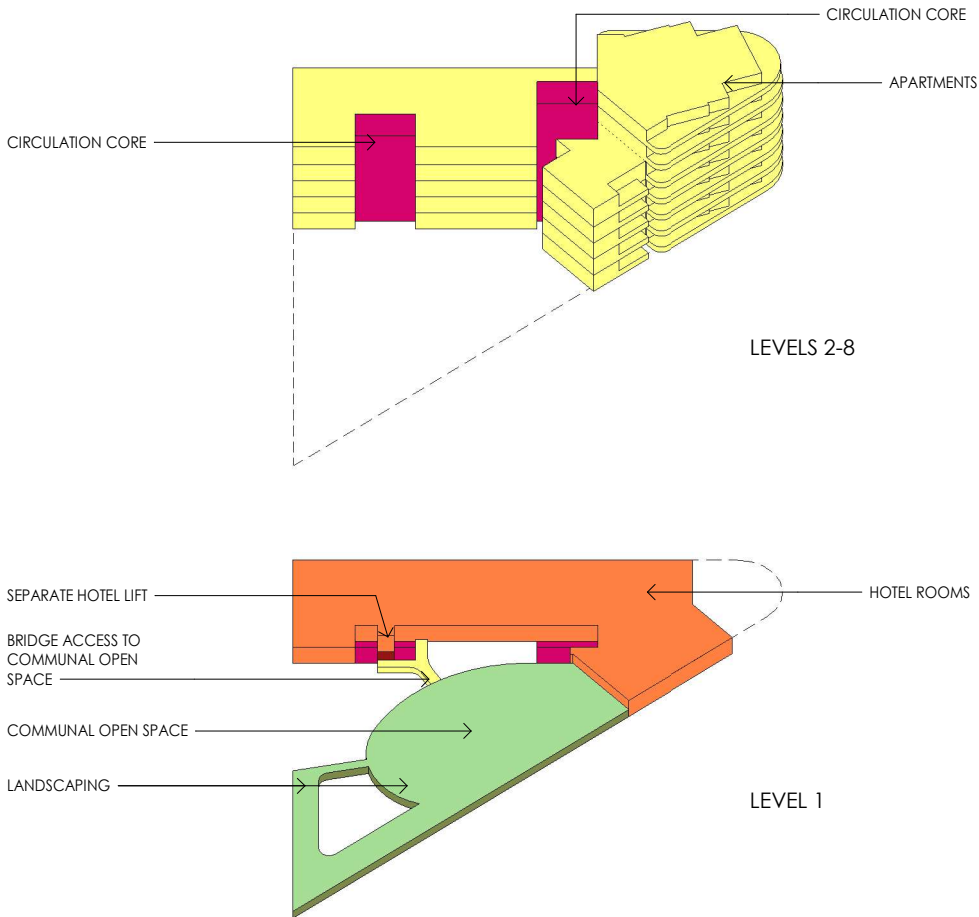 CIRCULATION CORE
APARTMENTS
CIRCULATION CORE
LEVELS 2-8
SEPARATE HOTEL LIFT
HOTEL ROOMS
BRIDGE ACCESS TO
COMMUNAL OPEN
SPACE
COMMUNAL OPEN SPACE
LANDSCAPING
LEVEL 1